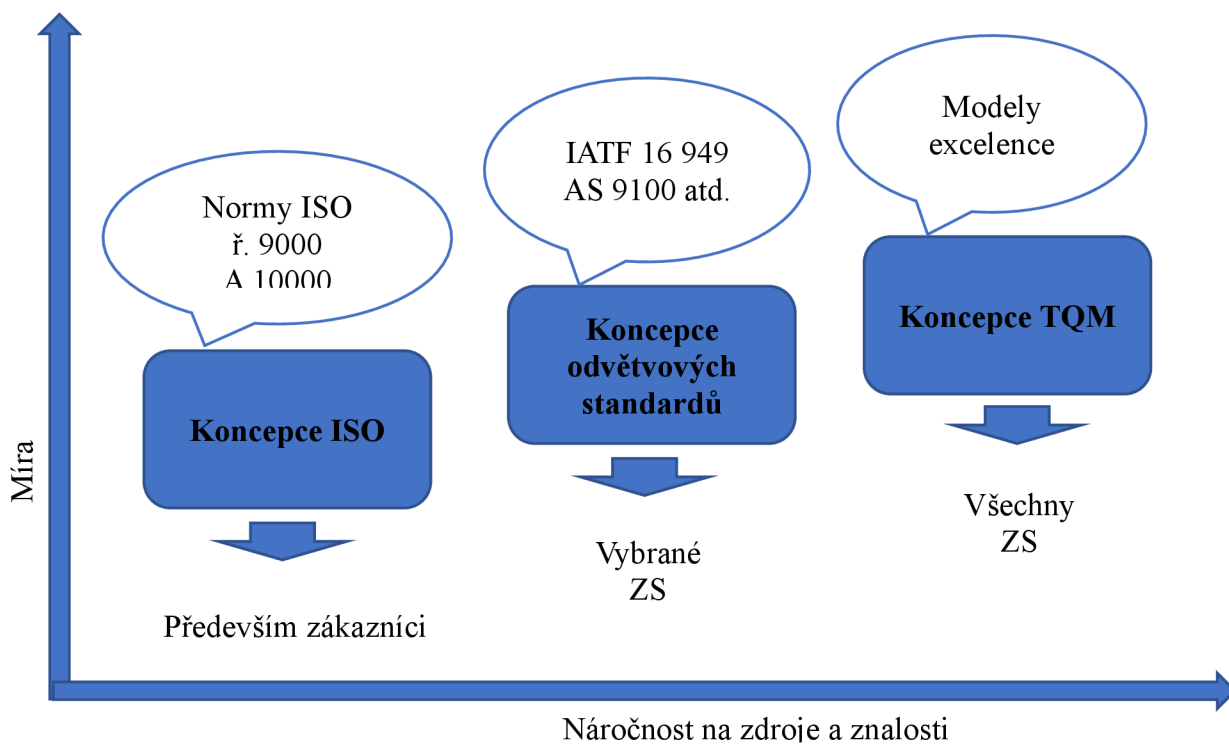 Modely
excelence
IATF 16 949
AS 9100 atd.
Normy ISO
ř. 9000
A 10000
Koncepce TQM
Koncepce
odvětvových
standardů
Koncepce ISO
Míra
Všechny
ZS
Vybrané
ZS
Především zákazníci
Náročnost na zdroje a znalosti